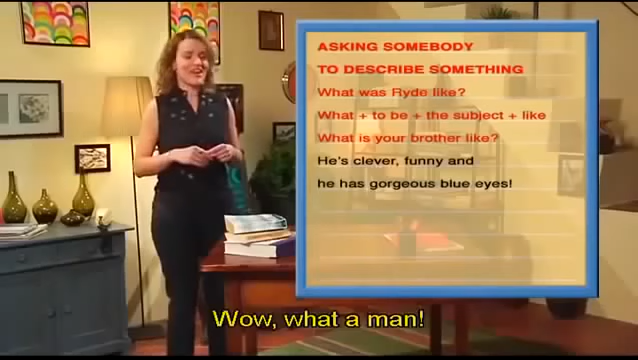 ASKING SOMEBODY
TO DESCRIBE SOMETHING
What was Ryde like?
What + to be + the subject + like
What is your brother like?
He's clever, funny and
he has gorgeous blue eyes!
Wow, what a man!